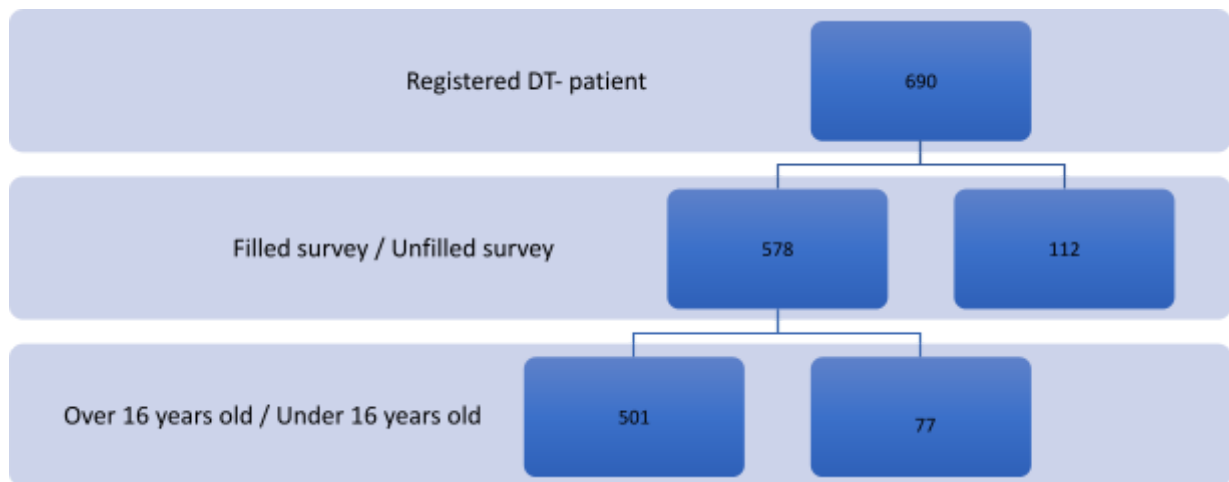 Registered DT- patient
690
Filled survey / Unfilled survey
578
112
Over 16 years old / Under 16 years old
501
77